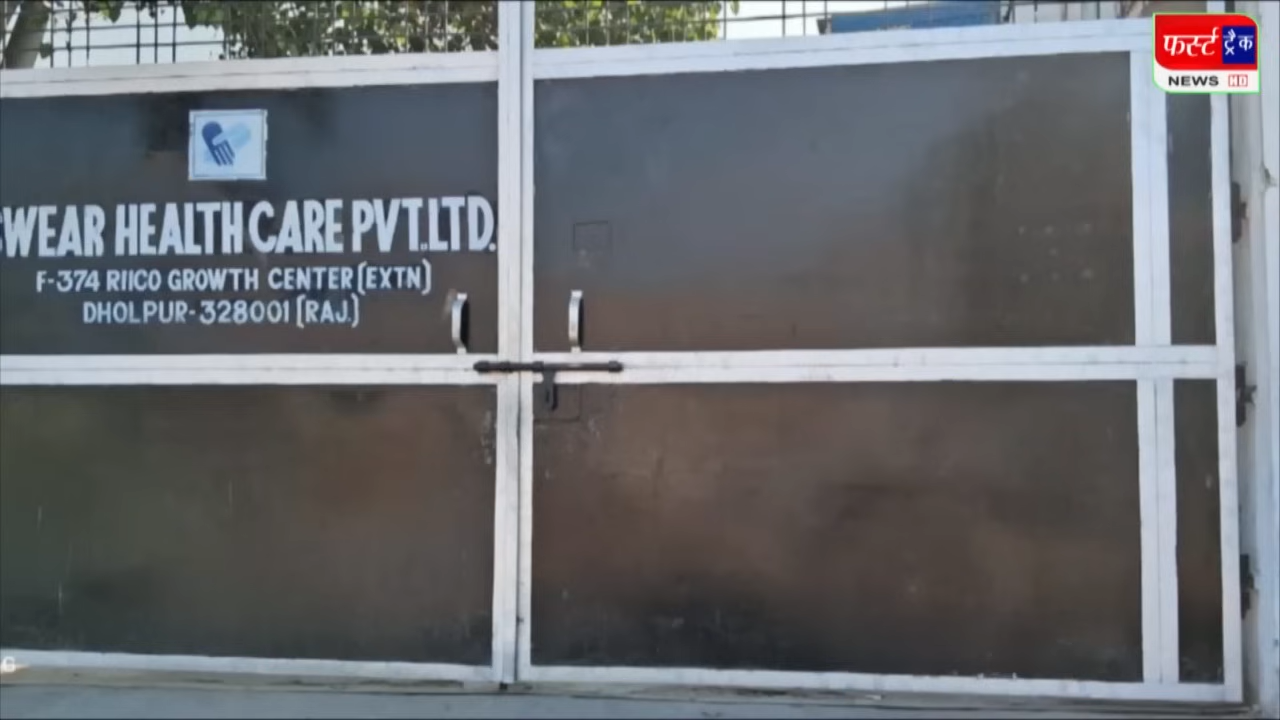 WEAR HEALTH CARE PVT.LTD.
F-374 RIICO GROWTH CENTER (EXTN)
DHOLPUR-328001 (RAJ.)
फर्स्ट ट्रैक
NEWS HD